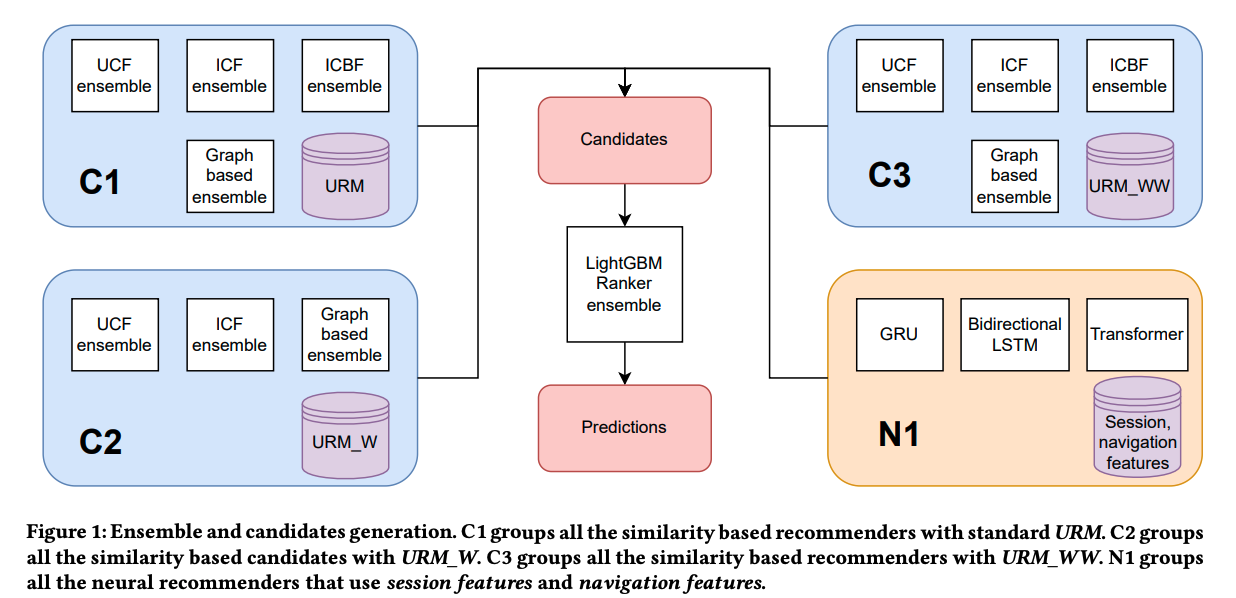 UCF
ensemble
ICF
ensemble
ICBF
ensemble
Graph
based
ensemble
URM
C1
UCF
ensemble
ICF
ensemble
Graph
based
ensemble
URM_W
C2
Candidates
LightGBM
Ranker
ensemble
Predictions
UCF
ensemble
ICF
ensemble
ICBF
ensemble
Graph
based
ensemble
URM_WW
C3
GRU
Bidirectional
LSTM
Transformer
Session,
navigation
features
N1
Figure 1: Ensemble and candidates generation. C1 groups all the similarity based recommenders with standard URM. C2 groups
all the similarity based candidates with URM_W. C3 groups all the similarity based recommenders with URM_WW. N1 groups
all the neural recommenders that use session features and navigation features.